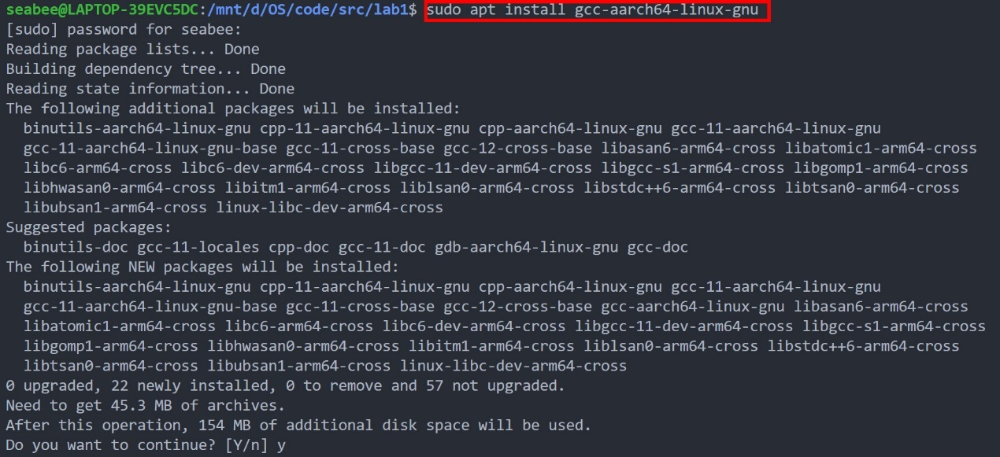 seabee@LAPTOP-39EVC5DC:/mnt/d/OS/code/src/lab1$ sudo apt install gcc-aarch64-linux-gnu
[sudo] password for seabee:
Reading package lists... Done
Building dependency tree... Done
Reading state information... Done
The following additional packages will be installed:
  binutils-aarch64-linux-gnu cpp-11-aarch64-linux-gnu cpp-aarch64-linux-gnu gcc-11-aarch64-linux-gnu
  gcc-11-aarch64-linux-gnu-base gcc-11-cross-base gcc-12-cross-base libasan6-arm64-cross libatomic1-arm64-cross
  libc6-arm64-cross libc6-dev-arm64-cross libgcc-11-dev-arm64-cross libgcc-s1-arm64-cross libgomp1-arm64-cross
  libhwasan0-arm64-cross libitm1-arm64-cross liblsan0-arm64-cross libstdc++6-arm64-cross libtsan0-arm64-cross
  libubsan1-arm64-cross linux-libc-dev-arm64-cross
Suggested packages:
  binutils-doc gcc-11-locales cpp-doc gcc-11-doc gdb-aarch64-linux-gnu gcc-doc
The following NEW packages will be installed:
  binutils-aarch64-linux-gnu cpp-11-aarch64-linux-gnu cpp-aarch64-linux-gnu gcc-11-aarch64-linux-gnu
  gcc-11-aarch64-linux-gnu-base gcc-11-cross-base gcc-12-cross-base gcc-aarch64-linux-gnu libasan6-arm64-cross
  libatomic1-arm64-cross libc6-arm64-cross libc6-dev-arm64-cross libgcc-11-dev-arm64-cross libgcc-s1-arm64-cross
  libgomp1-arm64-cross libhwasan0-arm64-cross libitm1-arm64-cross liblsan0-arm64-cross libstdc++6-arm64-cross
  libtsan0-arm64-cross libubsan1-arm64-cross linux-libc-dev-arm64-cross
0 upgraded, 22 newly installed, 0 to remove and 57 not upgraded.
Need to get 45.3 MB of archives.
After this operation, 154 MB of additional disk space will be used.
Do you want to continue? [Y/n] y